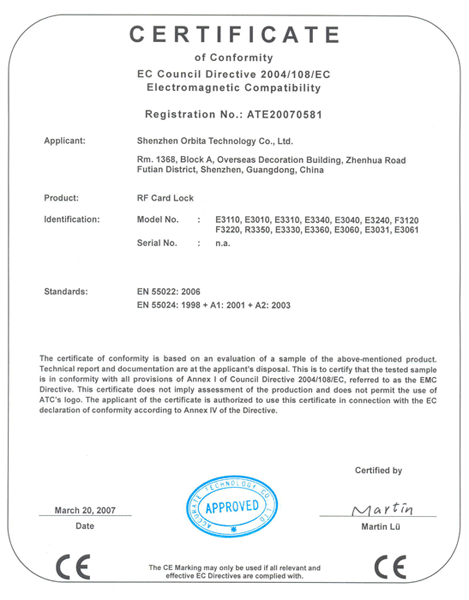 CERTIFICATE
of Conformity
EC Council Directive 2004/108/EC
Electromagnetic Compatibility
Registration No.: ATE20070581
Applicant: Shenzhen Orbita Technology Co., Ltd.
Rm. 1368, Block A, Overseas Decoration Building, Zhenhua Road
Futian District, Shenzhen, Guangdong, China
Product: RF Card Lock
Identification: Model No. : E3110, E3010, E3310, E3340, E3040, E3240, F3120
F3220, R3350, E3330, E3360, E3060, E3031, E3061
Serial No. : n.a.
Standards: EN 55022: 2006
EN 55024: 1998 + A1: 2001 + A2: 2003
The certificate of conformity is based on an evaluation of a sample of the above-mentioned product.
Technical report and documentation are at the applicant's disposal. This is to certify that the tested sample
is in conformity with all provisions of Annex I of Council Directive 2004/108/EC, referred to as the EMC
Directive. This certificate does not imply assessment of the production and does not permit the use of
ATC's logo. The applicant of the certificate is authorized to use this certificate in connection with the EC
declaration of conformity according to Annex IV of the Directive.
Certified by
ACCURATE TECHNOLOGY CO., LTD
APPROVED
March 20, 2007
Martin
Date
Martin Lü
CE
The CE Marking may only be used if all relevant and
effective EC Directives are complied with.
CE